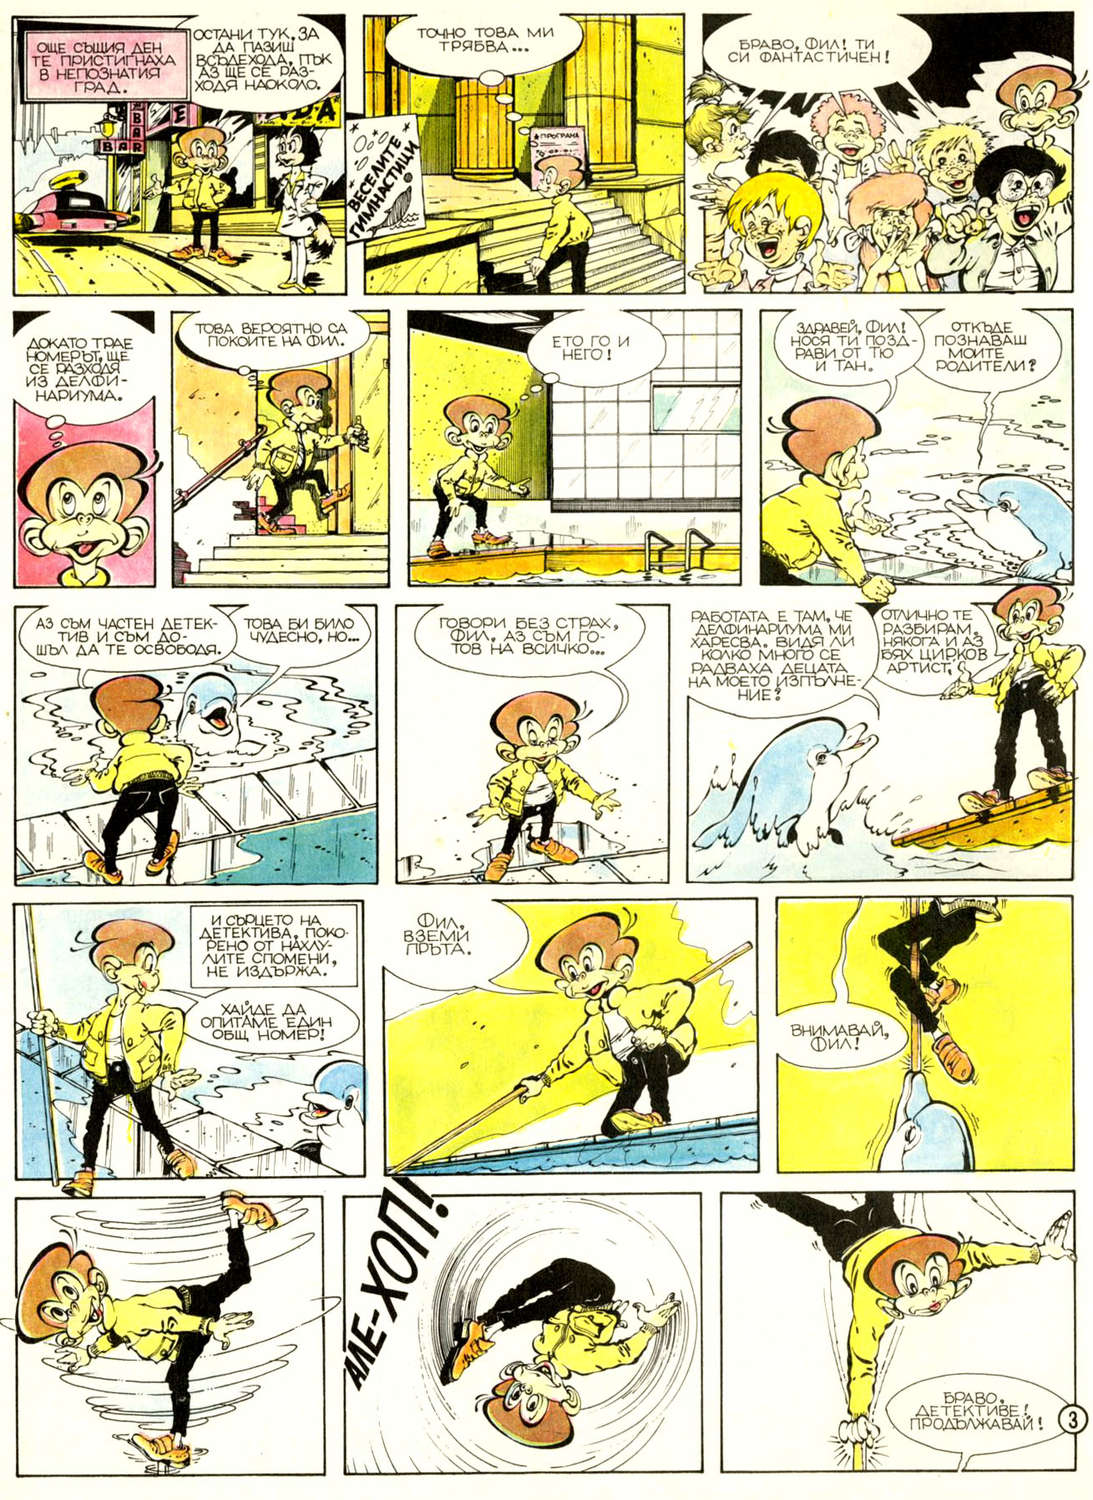 ОЩЕ СЪЩИЯ ДЕН
ТЕ ПРИСТИГНАХА
В НЕПОЗНАТИЯ
ГРАД.
ОСТАНИ ТУК, ЗА
ДА ПАЗИШ
ВСЪДЕХОДА, ПЪК
АЗ ЩЕ СЕ РАЗ-
ХОДЯ НАОКОЛО.
BAR
BAR
ТОЧНО ТОВА МИ
ТРЯБВА...
ПРОГРАМА
ВЕСЕЛИТЕ
ГИМНАСТИЦИ
БРАВО, ФИЛ! ТИ
СИ ФАНТАСТИЧЕН!
ДОКАТО ТРАЕ
НОМЕРЪТ, ЩЕ
СЕ РАЗХОДЯ
ИЗ ДЕЛФИ-
НАРИУМА.
ТОВА ВЕРОЯТНО СА
ПОКОИТЕ НА ФИЛ.
ЕТО ГО И
НЕГО!
ЗДРАВЕЙ, ФИЛ!
НОСЯ ТИ ПОЗД-
РАВИ ОТ ТЮ
И ТАН.
ОТКЪДЕ
ПОЗНАВАШ
МОИТЕ
РОДИТЕЛИ?
АЗ СЪМ ЧАСТЕН ДЕТЕК-
ТИВ И СЪМ ДО-
ШЪЛ ДА ТЕ ОСВОБОДЯ.
ТОВА БИ БИЛО
ЧУДЕСНО, НО...
ГОВОРИ БЕЗ СТРАХ,
ФИЛ, АЗ СЪМ ГО-
ТОВ НА ВСИЧКО...
РАБОТАТА Е ТАМ, ЧЕ
ДЕЛФИНАРИУМА МИ
ХАРЕСВА. ВИДЯ ЛИ
КОЛКО МНОГО СЕ
РАДВАХА ДЕЦАТА
НА МОЕТО ИЗПЪЛНЕ-
НИЕ?
ОТЛИЧНО ТЕ
РАЗБИРАМ,
НЯКОГА И АЗ
БЯХ ЦИРКОВ
АРТИСТ.
И СЪРЦЕТО НА
ДЕТЕКТИВА, ПОКО-
РЕНО ОТ НАХЛУ-
ЛИТЕ СПОМЕНИ,
НЕ ИЗДЪРЖА.
ХАЙДЕ ДА
ОПИТАМЕ ЕДИН
ОБЩ НОМЕР!
ФИЛ,
ВЗЕМИ
ПРЪТА.
ВНИМАВАЙ,
ФИЛ!
АЛЕ-ХОП!
БРАВО,
ДЕТЕКТИВЕ!
ПРОДЪЛЖАВАЙ!
3